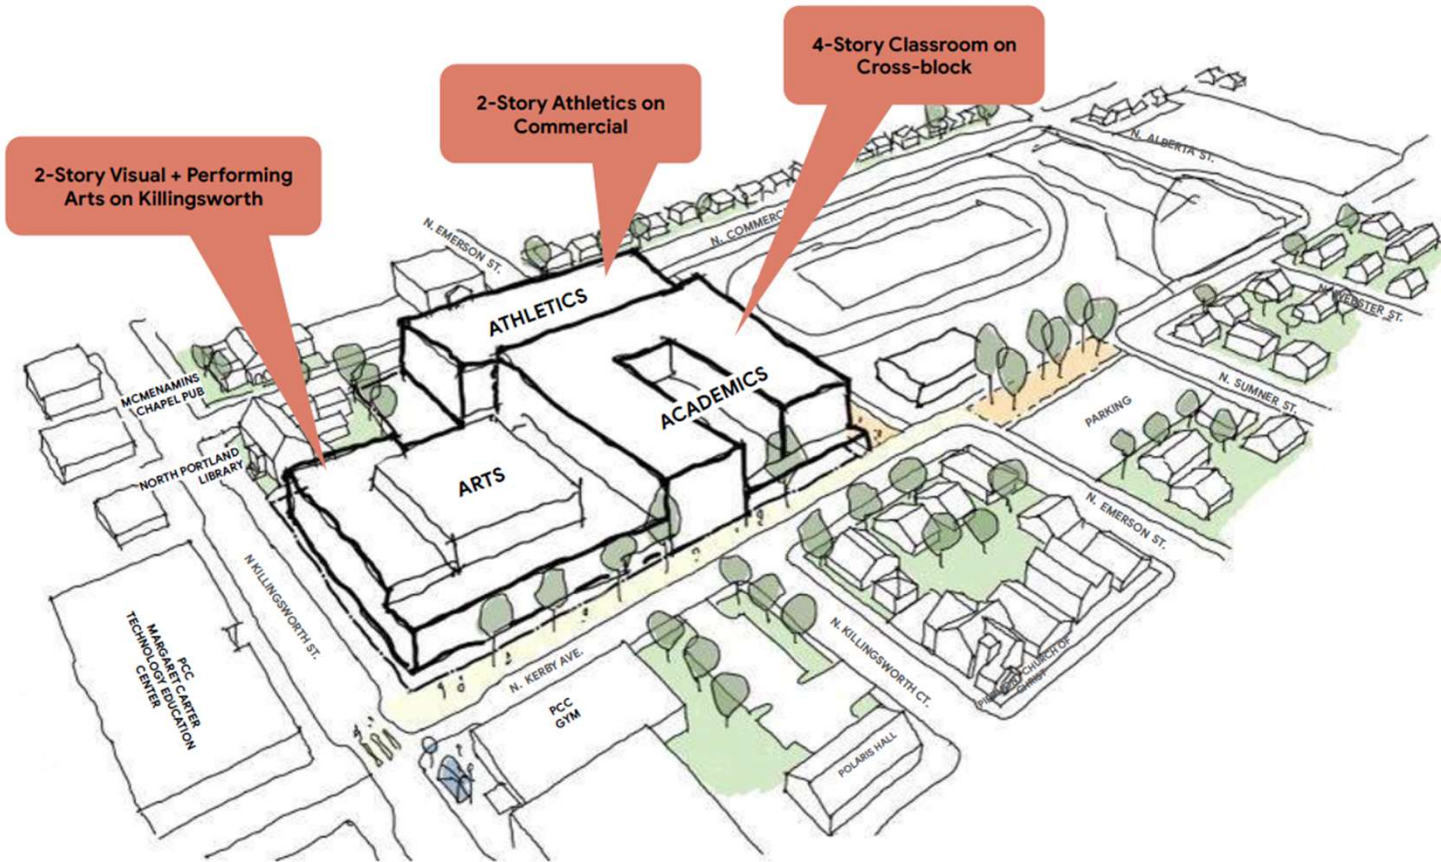 4-Story Classroom on
Cross-block
2-Story Athletics on
Commercial
2-Story Visual + Performing
Arts on Killingsworth
N. ALBERTA ST.
N. EMERSON ST.
N. COMMERC
N. WEBSTER ST.
ATHLETICS
ACADEMICS
ARTS
MCMENAMINS
CHAPEL PUB
NORTH PORTLAND
LIBRARY
N. SUMNER ST.
PARKING
N. EMERSON ST.
N KILLINGSWORTH ST.
PCC
MARGARET CARTER
TECHNOLOGY EDUCATION
CENTER
N. KERBY AVE.
PCC
GYM
N. KILLINGSWORTH CT.
CHURCH OF
CHRIST
POLARIS HALL